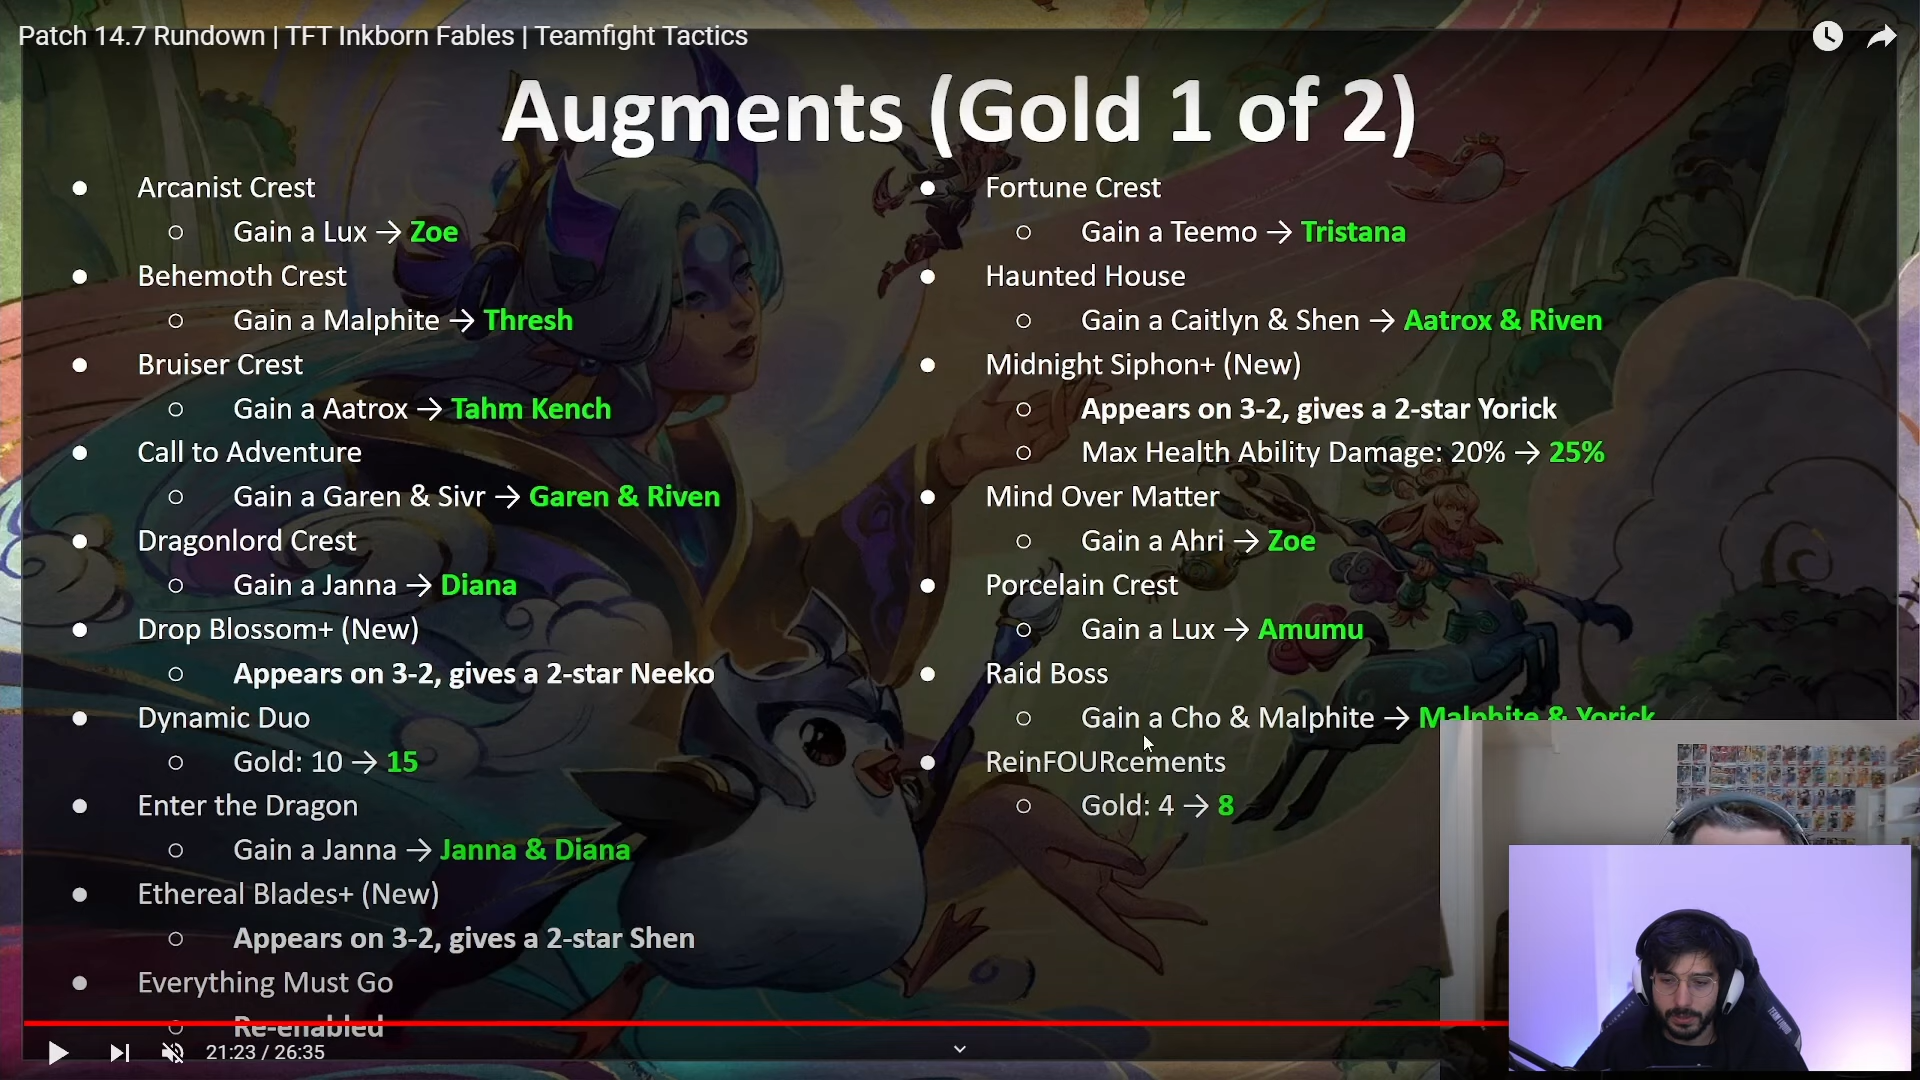 Patch 14.7 Rundown | TFT Inkborn Fables | Teamfight Tactics
Augments (Gold 1 of 2)
Arcanist Crest
Gain a Lux → Zoe
Behemoth Crest
Gain a Malphite → Thresh
Bruiser Crest
Gain a Aatrox → Tahm Kench
Call to Adventure
Gain a Garen & Sivr → Garen & Riven
Dragonlord Crest
Gain a Janna → Diana
Drop Blossom+ (New)
Appears on 3-2, gives a 2-star Neeko
Dynamic Duo
Gold: 10 → 15
Enter the Dragon
Gain a Janna → Janna & Diana
Ethereal Blades+ (New)
Appears on 3-2, gives a 2-star Shen
Everything Must Go
Re-enabled
Fortune Crest
Gain a Teemo → Tristana
Haunted House
Gain a Caitlyn & Shen → Aatrox & Riven
Midnight Siphon+ (New)
Appears on 3-2, gives a 2-star Yorick
Max Health Ability Damage: 20% → 25%
Mind Over Matter
Gain a Ahri → Zoe
Porcelain Crest
Gain a Lux → Amumu
Raid Boss
Gain a Cho & Malphite → Malphite & Yorick
ReinFOURcements
Gold: 4 → 8
21:23 / 26:35